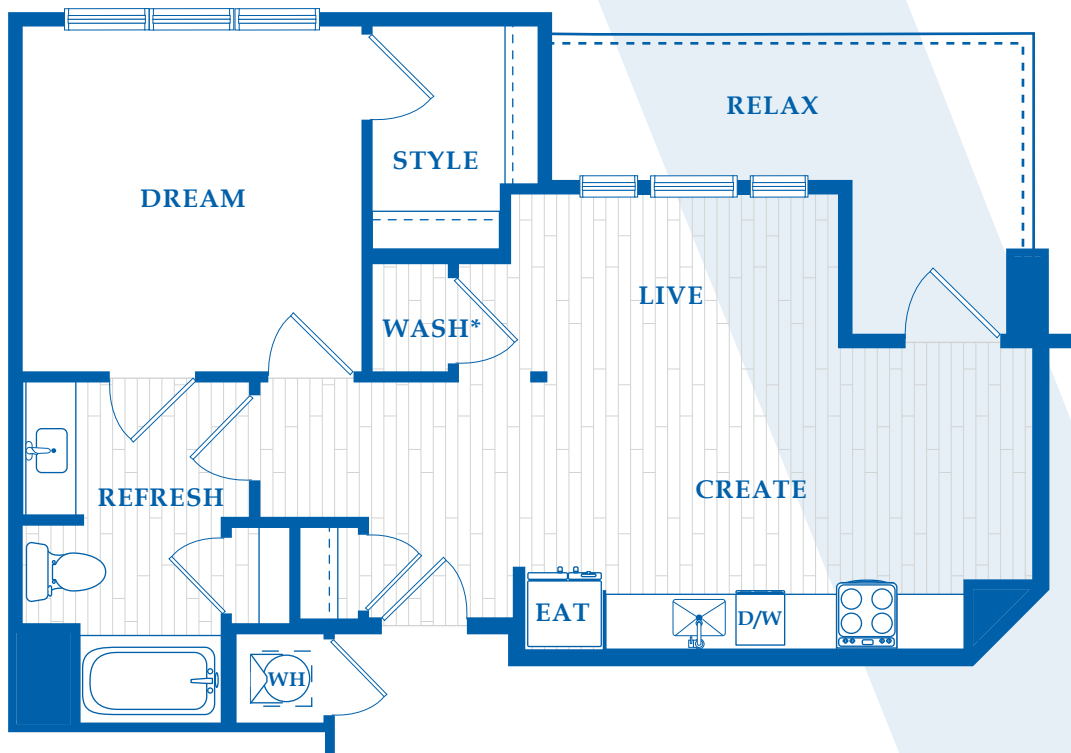 RELAX
STYLE
DREAM
LIVE
WASH*
CREATE
REFRESH
EAT
D/W
WH